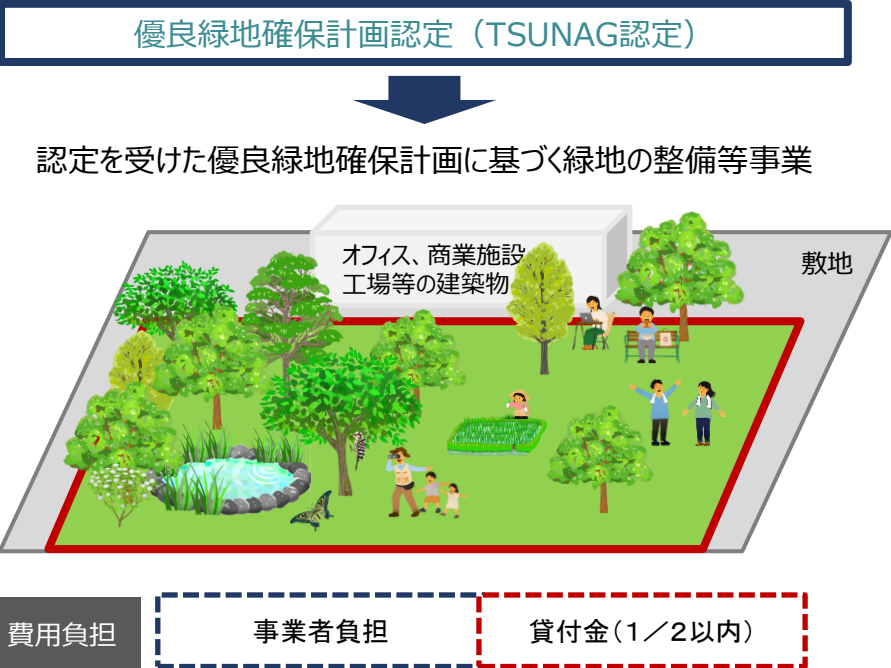 優良緑地確保計画認定（TSUNAG認定）
認定を受けた優良緑地確保計画に基づく緑地の整備等事業
オフィス、商業施設
工場等の建築物
敷地
費用負担
事業者負担
貸付金（１／２以内）